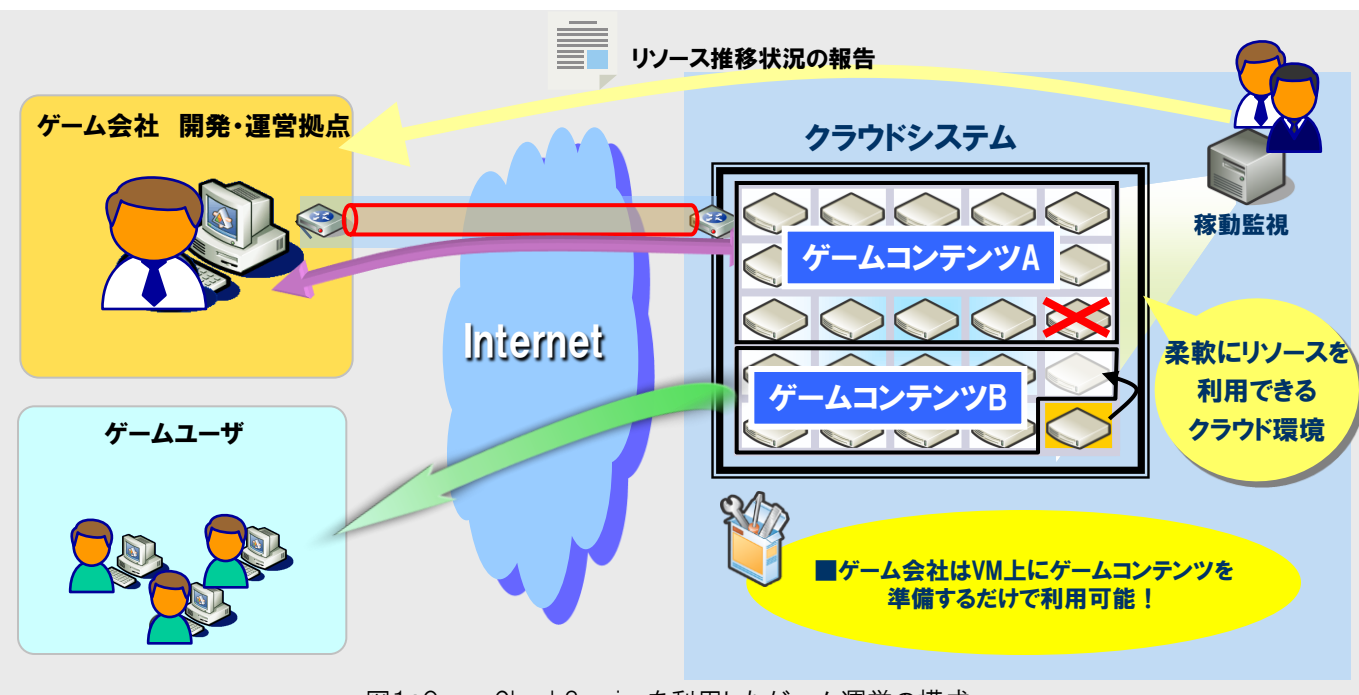 リソース推移状況の報告
ゲーム会社 開発・運営拠点
クラウドシステム
稼動監視
ゲームコンテンツA
Internet
柔軟にリソースを
利用できる
クラウド環境
ゲームコンテンツB
ゲームユーザ
■ゲーム会社はVM上にゲームコンテンツを
準備するだけで利用可能！